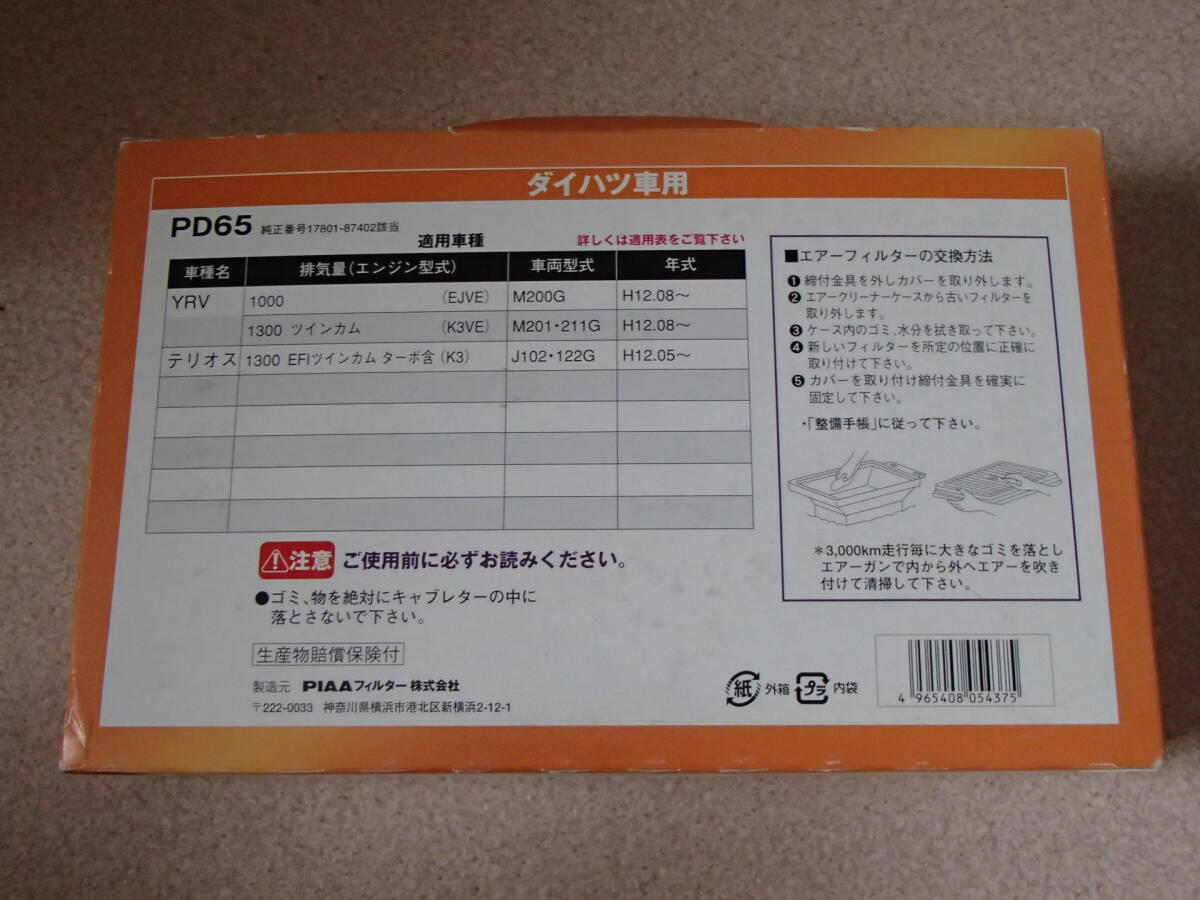 ダイハツ車用
PD65 純正番号17801-87402該当
適用車種
詳しくは適用表をご覧下さい
車種名 排気量(エンジン型式) 車両型式 年式
YRV 1000 (EJVE) M200G H12.08〜
1300 ツインカム (K3VE) M201・211G H12.08〜
テリオス 1300 EFIツインカム ターボ含 (K3) J102・122G H12.05〜
⚠注意 ご使用前に必ずお読みください。
●ゴミ、物を絶対にキャブレターの中に
落とさないで下さい。
生産物賠償保険付
製造元 PIAAフィルター株式会社
〒222-0033 神奈川県横浜市港北区新横浜2-12-1
■エアーフィルターの交換方法
❶ 締付金具を外しカバーを取り外します。
❷ エアークリーナーケースから古いフィルターを
取り外します。
❸ ケース内のゴミ、水分を拭き取って下さい。
❹ 新しいフィルターを所定の位置に正確に
取り付けて下さい。
❺ カバーを取り付け締付金具を確実に
固定して下さい。
・「整備手帳」に従って下さい。
＊3,000km走行毎に大きなゴミを落とし
エアーガンで内から外へエアーを吹き
付けて清掃して下さい。
紙 外箱 プラ 内袋
4 965408 054375